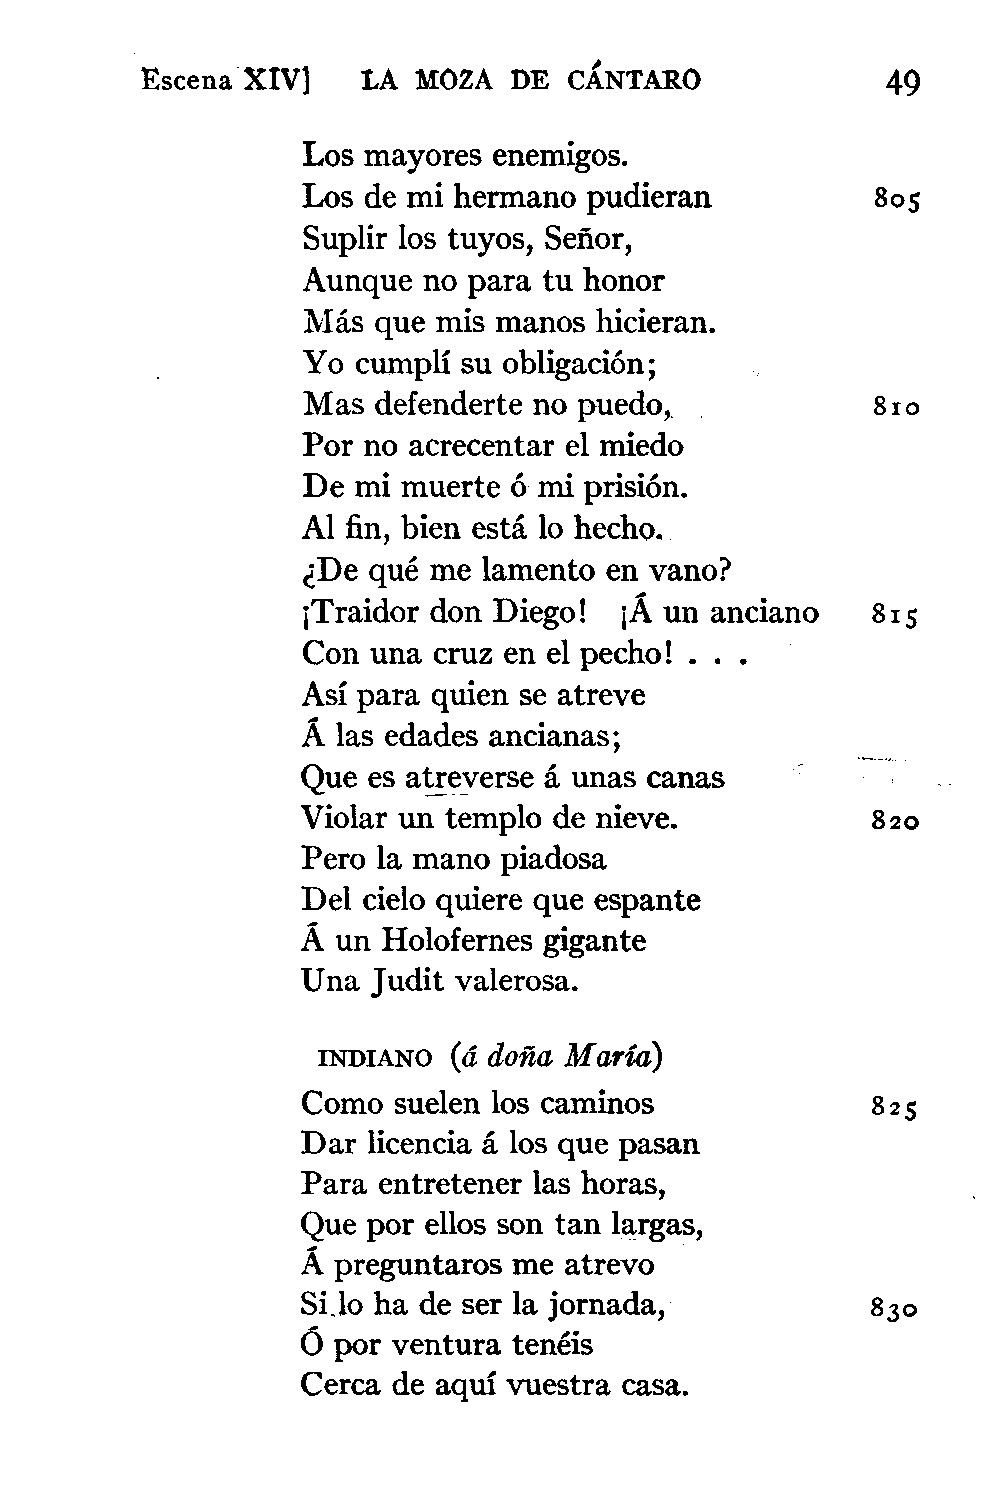 Escena XIV] LA MOZA DE CÁNTARO 49
Los mayores enemigos.
Los de mi hermano pudieran 805
Suplir los tuyos, Señor,
Aunque no para tu honor
Más que mis manos hicieran.
Yo cumplí su obligación;
Mas defenderte no puedo, 810
Por no acrecentar el miedo
De mi muerte ó mi prisión.
Al fin, bien está lo hecho.
¿De qué me lamento en vano?
¡Traidor don Diego! ¡Á un anciano 815
Con una cruz en el pecho! . . .
Así para quien se atreve
Á las edades ancianas;
Que es atreverse á unas canas
Violar un templo de nieve. 820
Pero la mano piadosa
Del cielo quiere que espante
Á un Holofernes gigante
Una Judit valerosa.
INDIANO (á doña María)
Como suelen los caminos 825
Dar licencia á los que pasan
Para entretener las horas,
Que por ellos son tan largas,
Á preguntaros me atrevo
Si lo ha de ser la jornada, 830
Ó por ventura tenéis
Cerca de aquí vuestra casa.